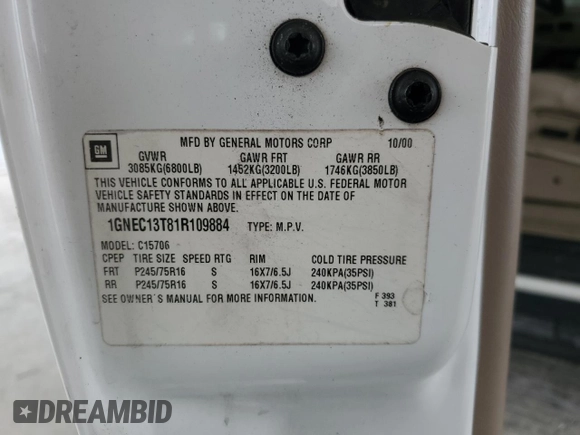 GM
MFD BY GENERAL MOTORS CORP 10/00
GVWR GAWR FRT GAWR RR
3085KG(6800LB) 1452KG(3200LB) 1746KG(3850LB)
THIS VEHICLE CONFORMS TO ALL APPLICABLE U.S. FEDERAL MOTOR
VEHICLE SAFETY STANDARDS IN EFFECT ON THE DATE OF
MANUFACTURE SHOWN ABOVE.
1GNEC13T81R109884 TYPE: M.P.V.
MODEL: C15706
CPEP TIRE SIZE SPEED RTG RIM COLD TIRE PRESSURE
FRT P245/75R16 S 16X7/6.5J 240KPA(35PSI)
RR P245/75R16 S 16X7/6.5J 240KPA(35PSI)
SEE OWNER'S MANUAL FOR MORE INFORMATION.
F 393
T 381
DREAMBID